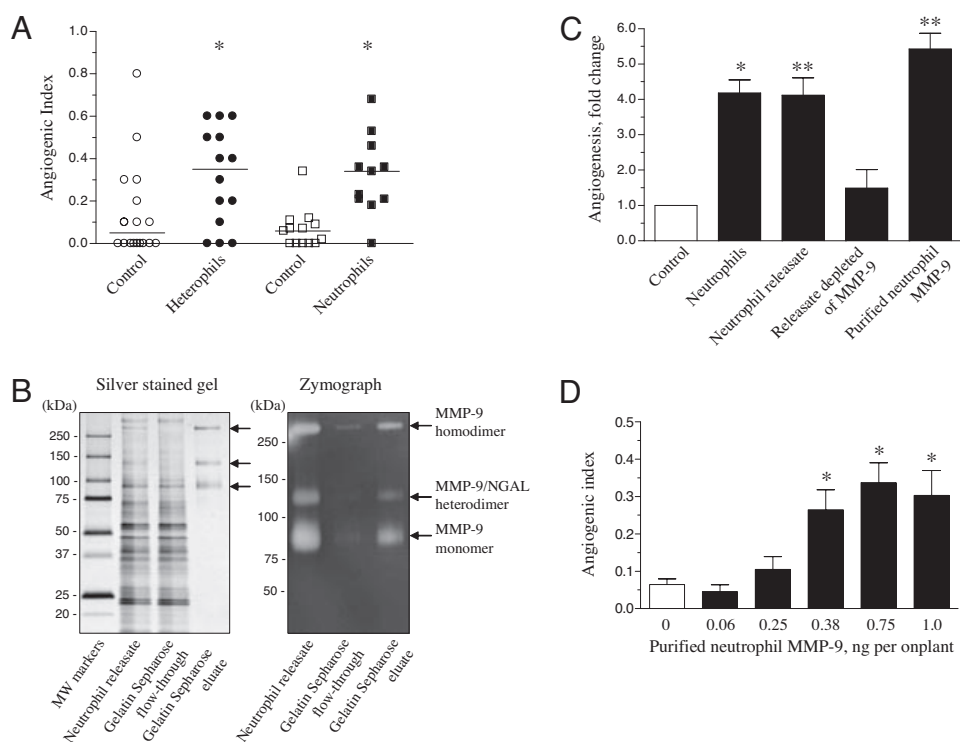 A
Angiogenic Index
1.0
0.8
0.6
0.4
0.2
0.0
*
*
Control
Heterophils
Control
Neutrophils
C
Angiogenesis, fold change
6.0
5.0
4.0
3.0
2.0
1.0
0.0
*
**
**
Control
Neutrophils
Neutrophil releasate
Releasate depleted
of MMP-9
Purified neutrophil
MMP-9
B
Silver stained gel
(kDa)
250 -
150 -
100 -
75 -
50 -
37 -
25 -
20 -
MW markers
Neutrophil releasate
Gelatin Sepharose
flow-through
Gelatin Sepharose
eluate
Zymograph
(kDa)
250 -
150 -
100 -
75 -
50 -
MMP-9
homodimer
MMP-9/NGAL
heterodimer
MMP-9
monomer
Neutrophil releasate
Gelatin Sepharose
flow-through
Gelatin Sepharose
eluate
D
Angiogenic index
0.5
0.4
0.3
0.2
0.1
0.0
*
*
*
0 0.06 0.25 0.38 0.75 1.0
Purified neutrophil MMP-9, ng per onplant